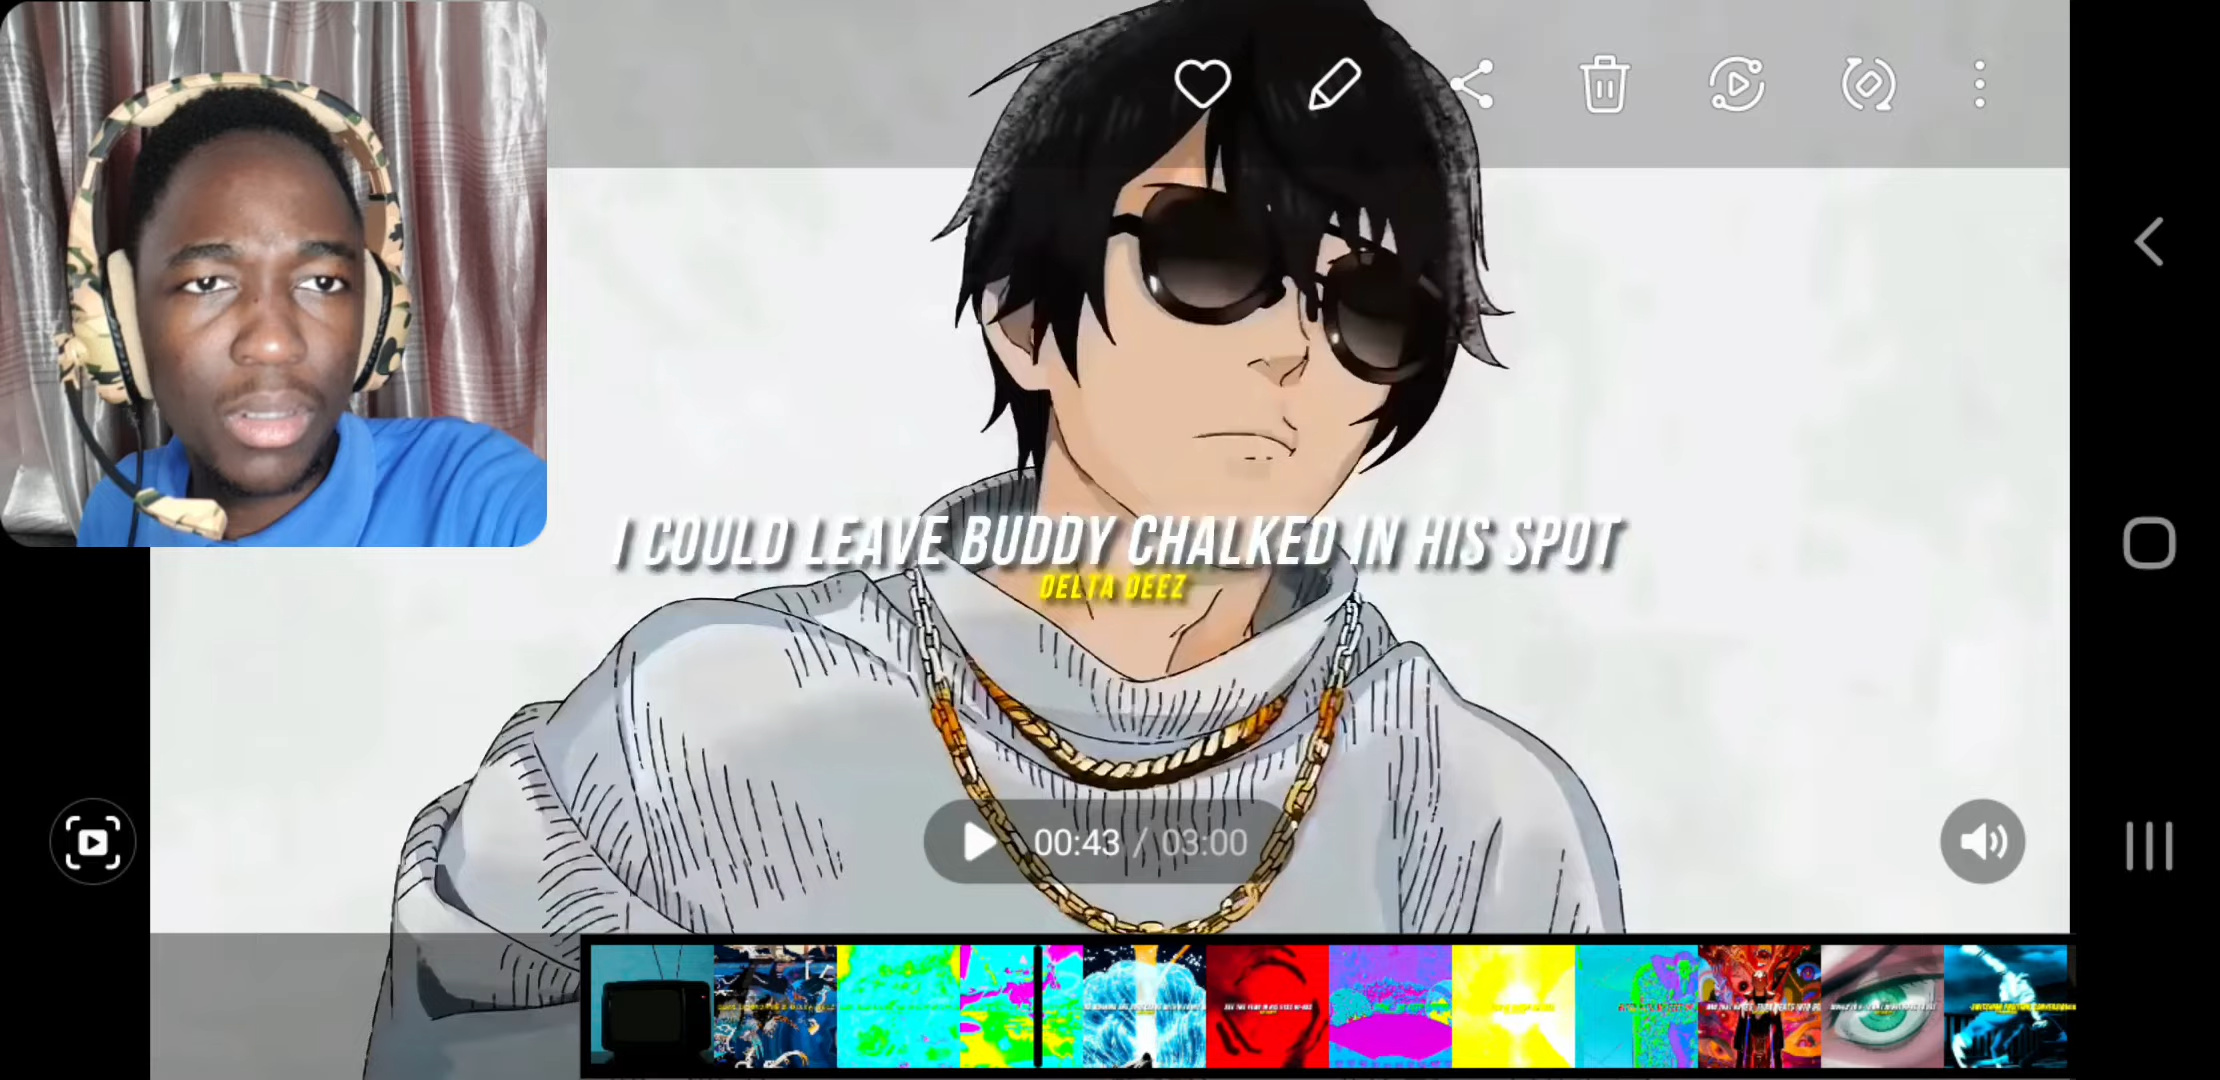 I COULD LEAVE BUDDY CHALKED IN HIS SPOT
DELTA DEEZ
00:43 / 03:00